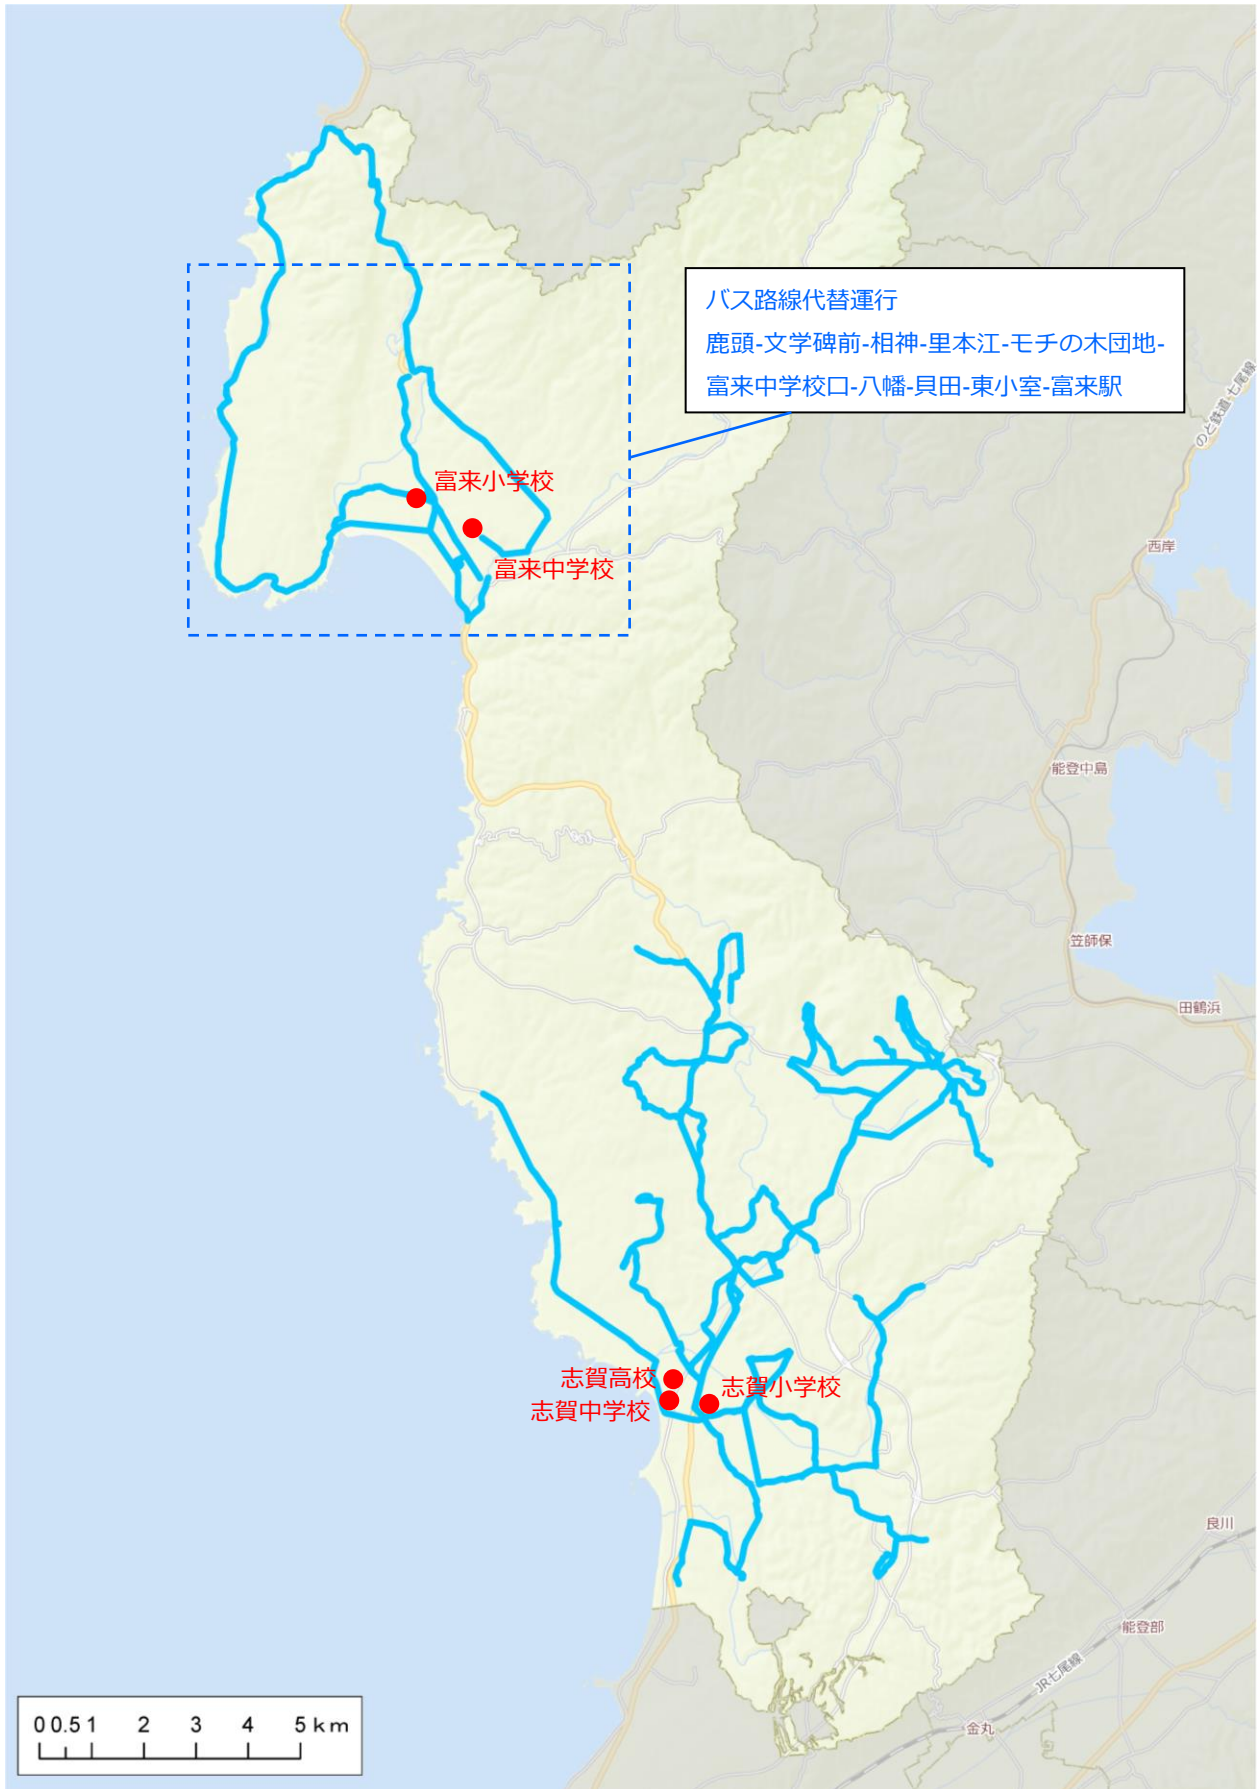 バス路線代替運行
鹿頭-文学碑前-相神-里本江-モチの木団地-
富来中学校口-八幡-貝田-東小室-富来駅
のと鉄道 七尾線
富来小学校
富来中学校
西岸
能登中島
笠師保
田鶴浜
志賀高校
志賀小学校
志賀中学校
良川
能登部
JR七尾線
金丸
0 0.5 1 2 3 4 5 km